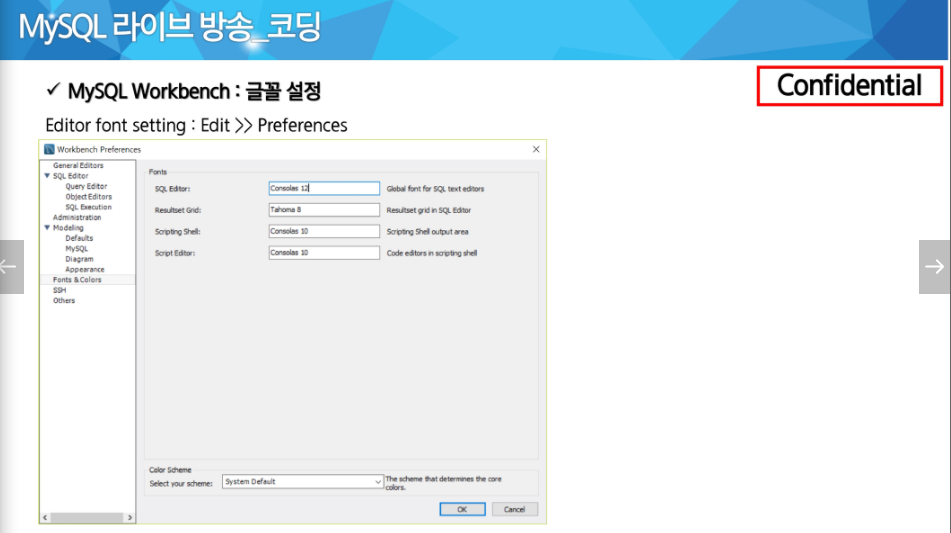 MySQL 라이브 방송_코딩
Confidential
✓ MySQL Workbench : 글꼴 설정
Editor font setting : Edit >> Preferences
Workbench Preferences
General Editors
SQL Editor
Query Editor
Object Editors
SQL Execution
Administration
Modeling
Defaults
MySQL
Diagram
Appearance
Fonts & Colors
SSH
Others
Fonts
SQL Editor: Consolas 12 Global font for SQL text editors
Resultset Grid: Tahoma 8 Resultset grid in SQL Editor
Scripting Shell: Consolas 10 Scripting Shell output area
Script Editor: Consolas 10 Code editors in scripting shell
Color Scheme
Select your scheme: System Default The scheme that determines the core
colors.
OK Cancel